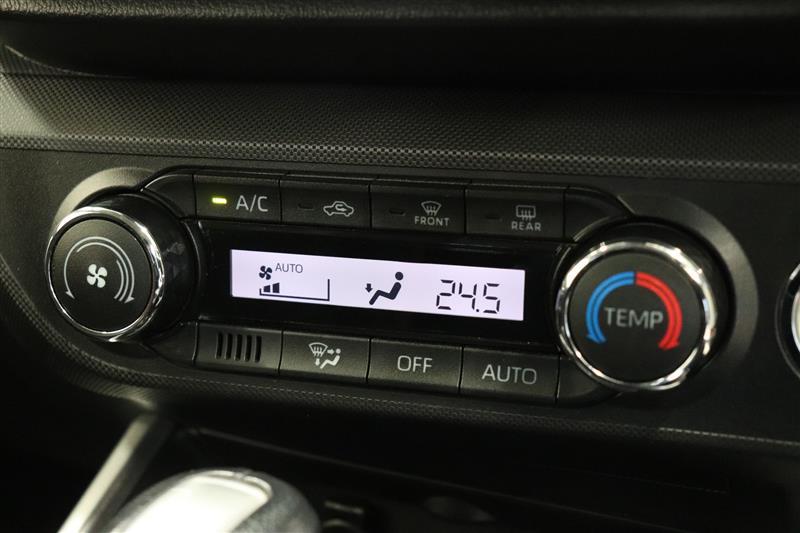 A/C
FRONT
REAR
AUTO
24.5
TEMP
OFF
AUTO